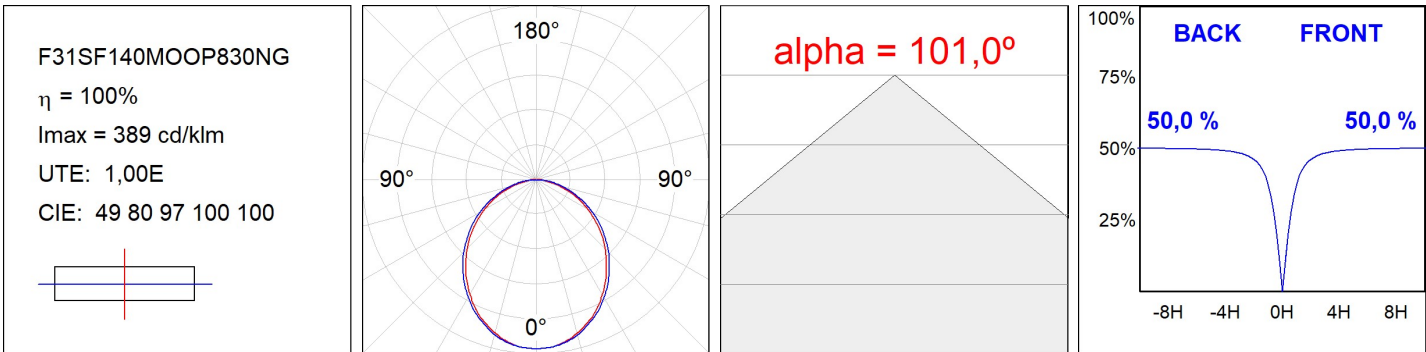 F31SF140MOOP830NG
η = 100%
Imax = 389 cd/klm
UTE:  1,00E
CIE:  49 80 97 100 100
180°
90°
90°
0°
alpha = 101,0º
100%
BACK
FRONT
75%
50,0 %
50,0 %
50%
25%
-8H
-4H
0H
4H
8H